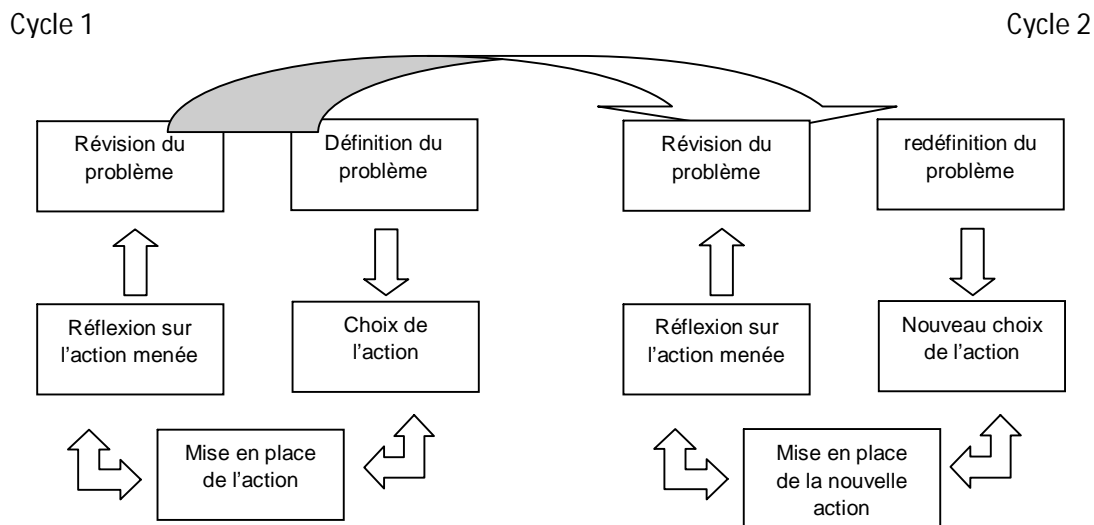 Cycle 1
Cycle 2
Révision du
problème
Définition du
problème
Révision du
problème
redéfinition du
problème
Réflexion sur
l’action menée
Choix de
l’action
Réflexion sur
l’action menée
Nouveau choix
de l’action
Mise en place
de l’action
Mise en place
de la nouvelle
action